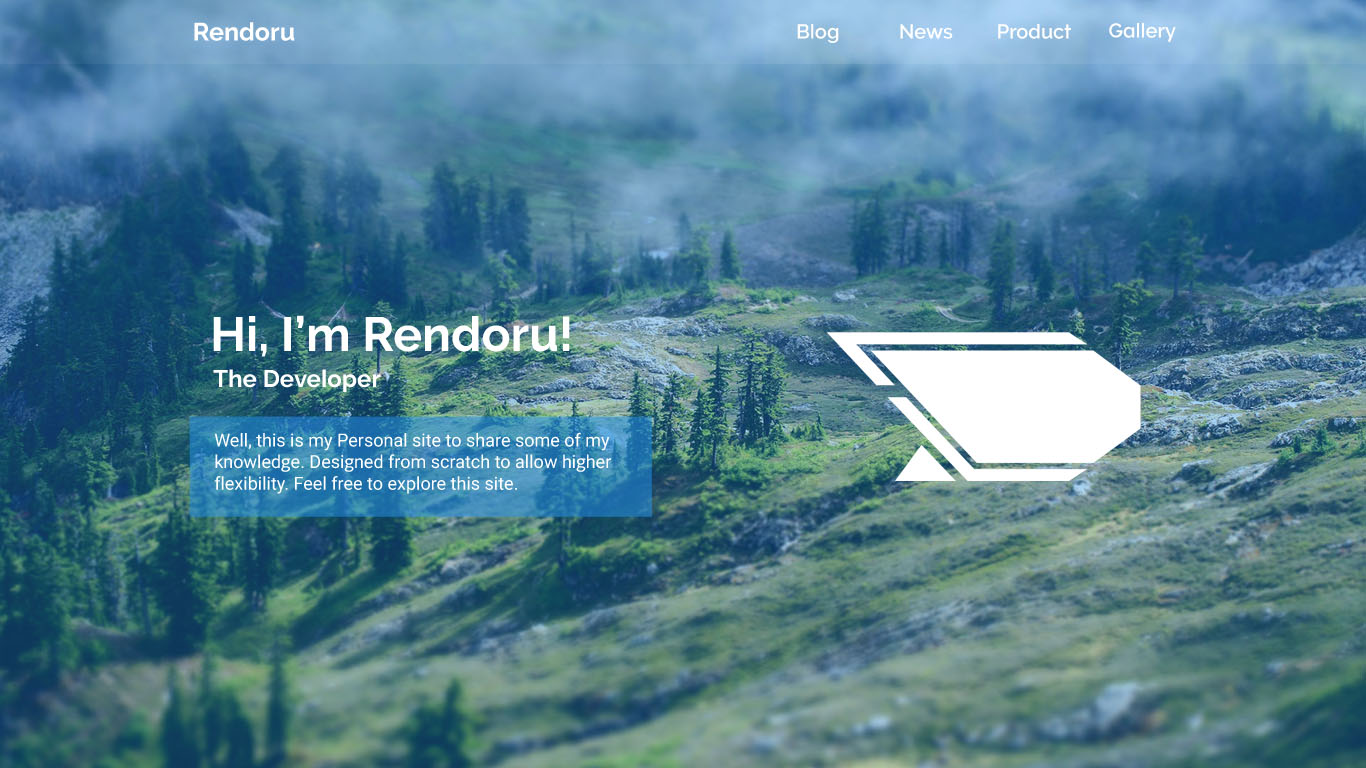 Rendoru
Blog
News
Product
Gallery
Hi, I’m Rendoru!
The Developer
Well, this is my Personal site to share some of my
knowledge. Designed from scratch to allow higher
flexibility. Feel free to explore this site.